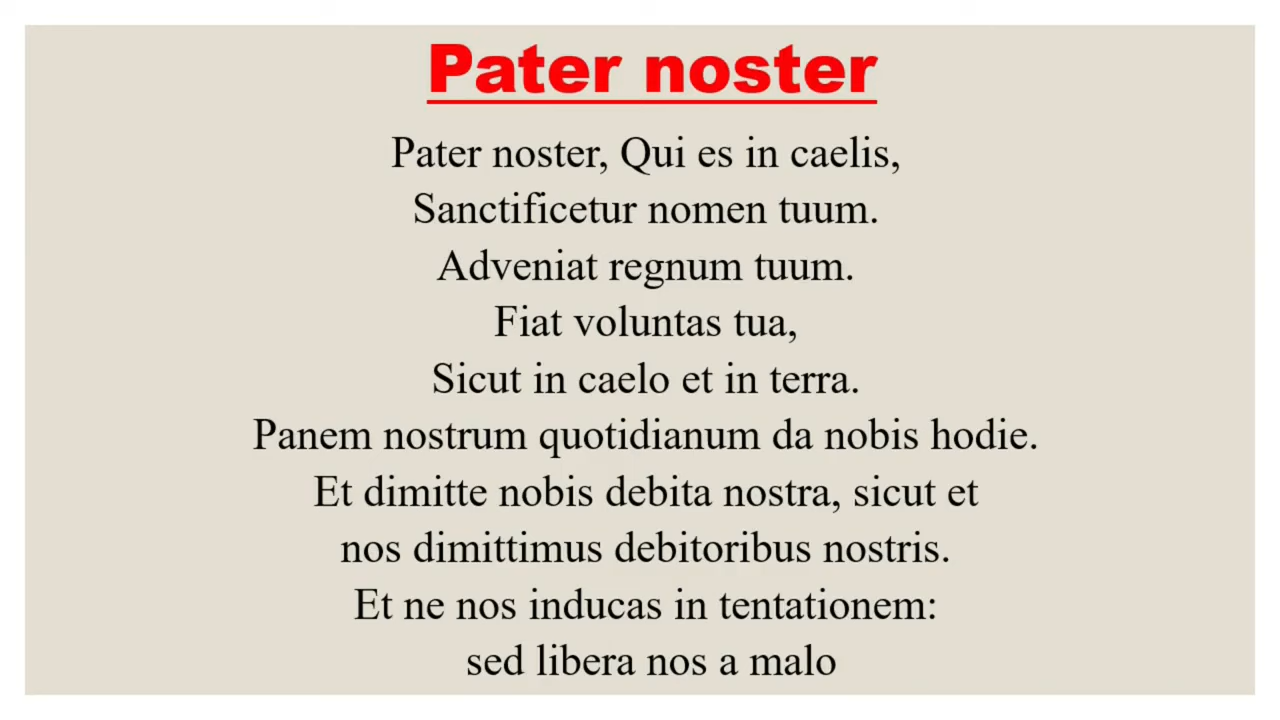 Pater noster
Pater noster, Qui es in caelis,
Sanctificetur nomen tuum.
Adveniat regnum tuum.
Fiat voluntas tua,
Sicut in caelo et in terra.
Panem nostrum quotidianum da nobis hodie.
Et dimitte nobis debita nostra, sicut et
nos dimittimus debitoribus nostris.
Et ne nos inducas in tentationem:
sed libera nos a malo